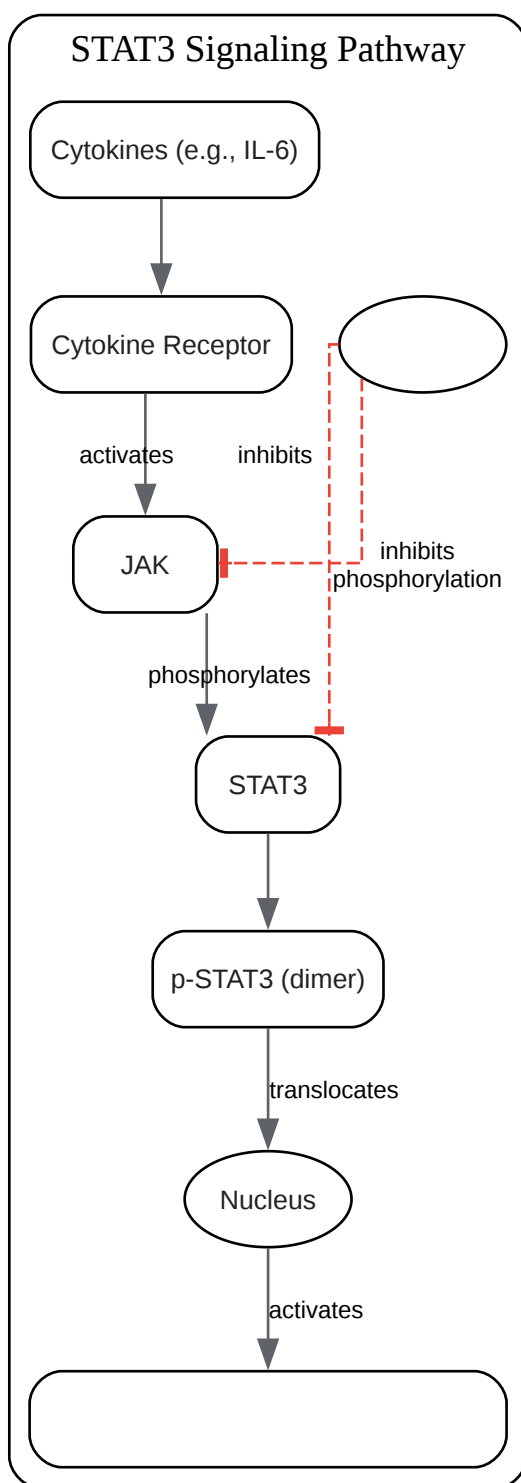 STAT3 Signaling Pathway
Cytokines (e.g., IL-6)
Cytokine Receptor
activates
inhibits
JAK
inhibits
phosphorylation
phosphorylates
STAT3
p-STAT3 (dimer)
translocates
Nucleus
activates